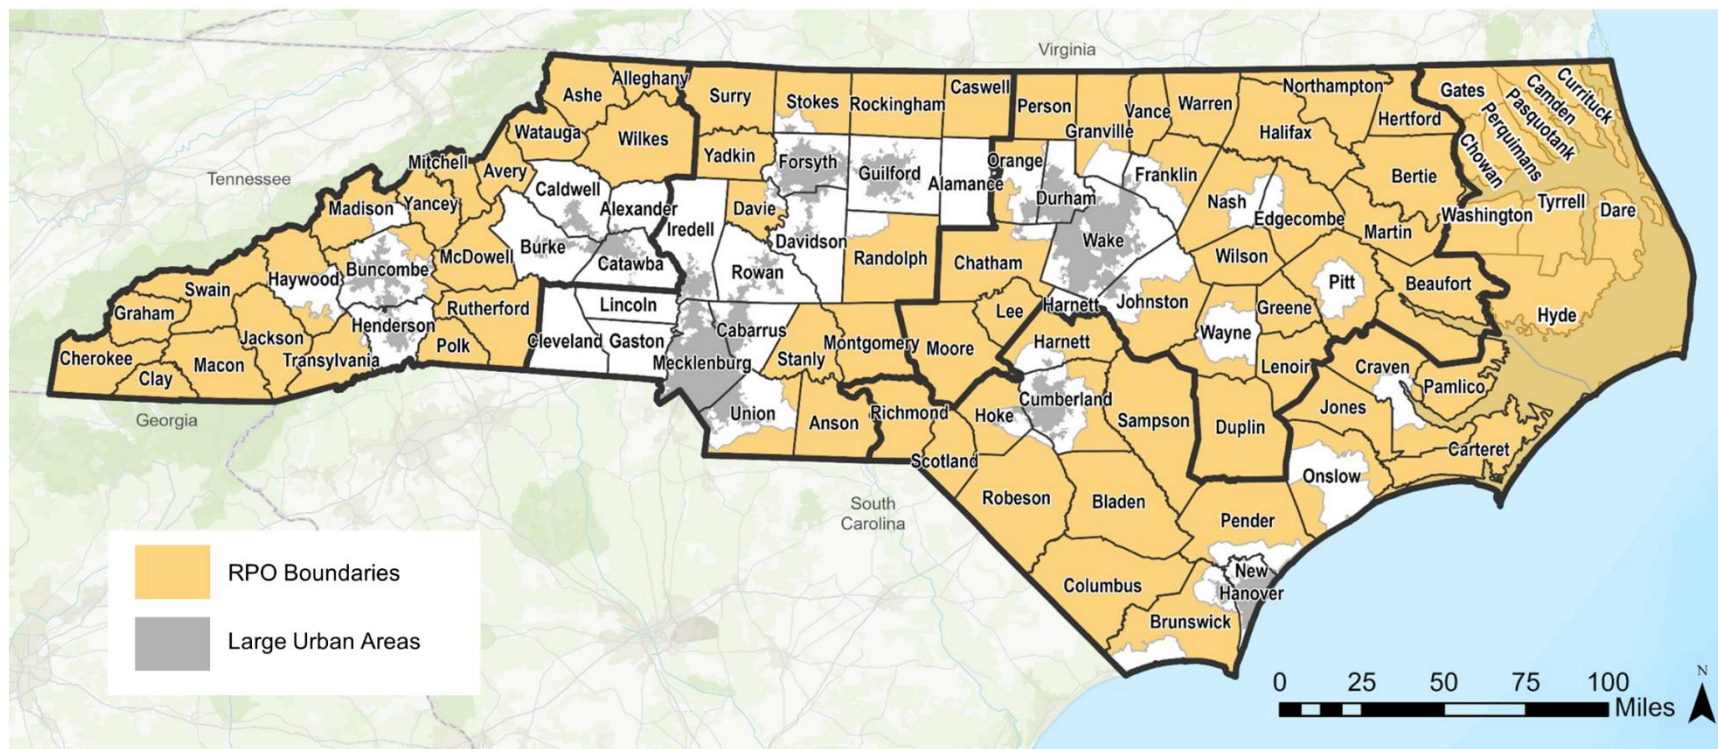 Virginia
Alleghany
Ashe
Surry
Stokes
Rockingham
Caswell
Person
Granville
Vance
Warren
Northampton
Hertford
Halifax
Gates
Currituck
Camden
Pasquotank
Perquimans
Chowan
Watauga
Wilkes
Yadkin
Forsyth
Guilford
Alamance
Orange
Durham
Franklin
Nash
Edgecombe
Bertie
Martin
Washington
Tyrrell
Dare
Tennessee
Mitchell
Avery
Caldwell
Alexander
Iredell
Davie
Davidson
Randolph
Chatham
Wake
Wilson
Pitt
Beaufort
Hyde
Madison
Yancey
McDowell
Burke
Catawba
Rowan
Buncombe
Haywood
Swain
Graham
Jackson
Henderson
Rutherford
Lincoln
Cabarrus
Lee
Harnett
Johnston
Greene
Wayne
Cherokee
Clay
Macon
Transylvania
Polk
Cleveland
Gaston
Mecklenburg
Stanly
Montgomery
Moore
Harnett
Lenoir
Craven
Pamlico
Georgia
Union
Anson
Richmond
Hoke
Cumberland
Sampson
Duplin
Jones
Carteret
Scotland
Onslow
South
Carolina
Robeson
Bladen
Pender
Columbus
New
Hanover
Brunswick
RPO Boundaries
Large Urban Areas
0 25 50 75 100
Miles
N